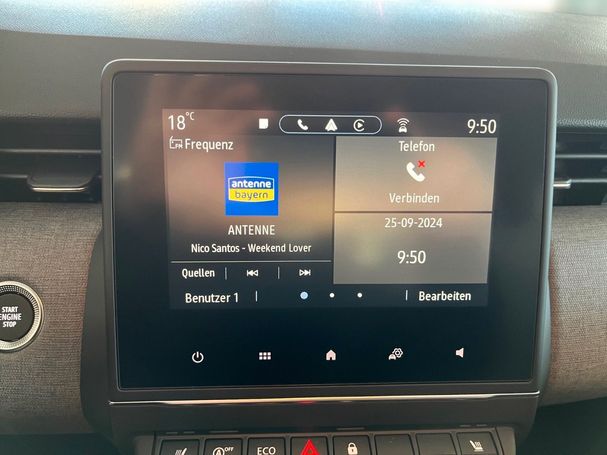 18°C
9:50
Frequenz
Telefon
antenne
bayern
Verbinden
ANTENNE
Nico Santos - Weekend Lover
25-09-2024
9:50
Quellen
Benutzer 1
Bearbeiten
START
ENGINE
STOP
OFF
ECO